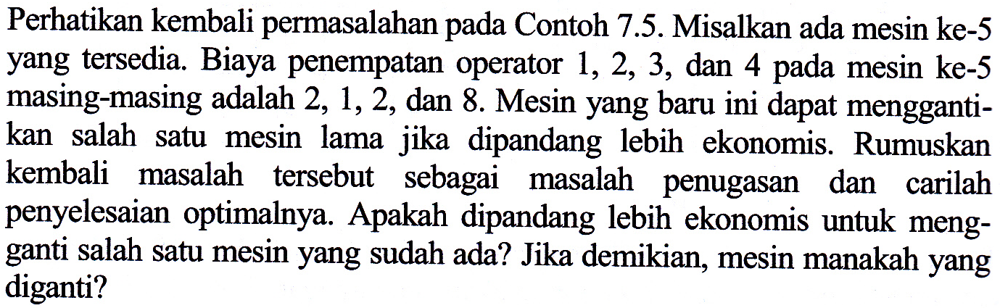 Perhatikan kembali permasalahan pada Contoh 7.5. Misalkan ada mesin ke-5
yang tersedia. Biaya penempatan operator 1, 2, 3, dan 4 pada mesin ke-5
masing-masing adalah 2, 1, 2, dan 8. Mesin yang baru ini dapat mengganti-
kan salah satu mesin lama jika dipandang lebih ekonomis. Rumuskan
kembali masalah tersebut sebagai masalah penugasan dan carilah
penyelesaian optimalnya. Apakah dipandang lebih ekonomis untuk meng-
ganti salah satu mesin yang sudah ada? Jika demikian, mesin manakah yang
diganti?